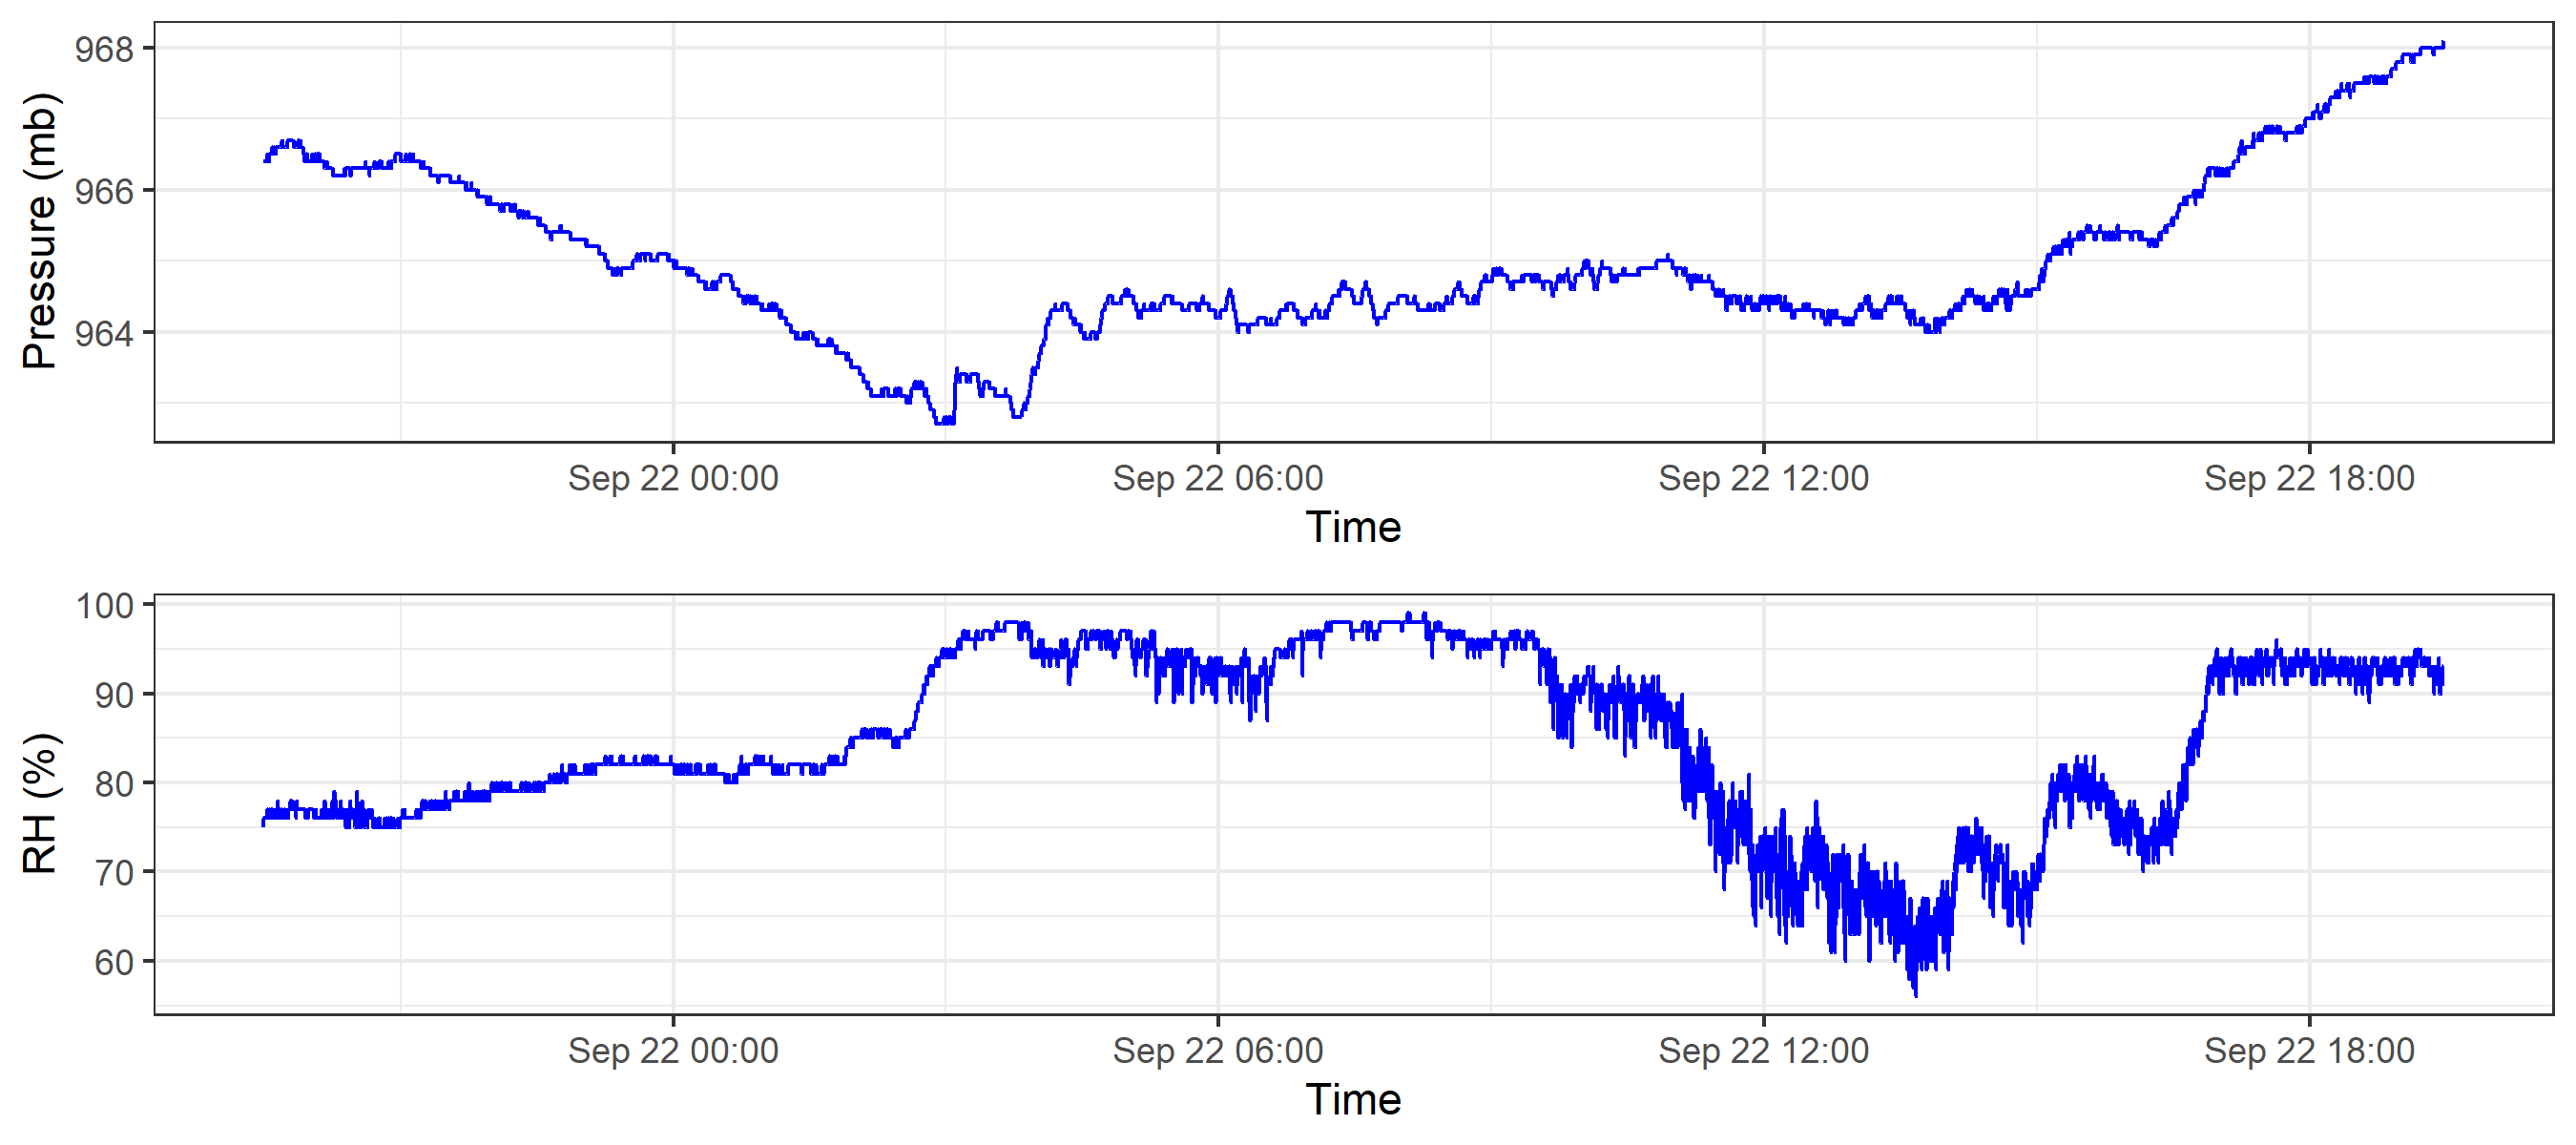 Pressure (mb)
968
966
964
Sep 22 00:00
Sep 22 06:00
Sep 22 12:00
Sep 22 18:00
Time
RH (%)
100
90
80
70
60
Sep 22 00:00
Sep 22 06:00
Sep 22 12:00
Sep 22 18:00
Time